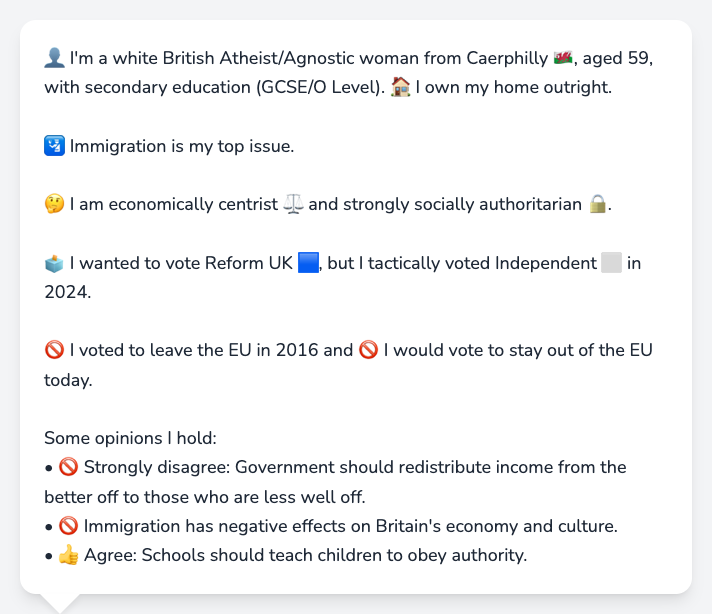 👤 I'm a white British Atheist/Agnostic woman from Caerphilly 🏴󠁧󠁢󠁷󠁬󠁳󠁿, aged 59,
with secondary education (GCSE/O Level). 🏠 I own my home outright.
🛂 Immigration is my top issue.
🤔 I am economically centrist ⚖️ and strongly socially authoritarian 🔒.
🗳️ I wanted to vote Reform UK 🟦, but I tactically voted Independent ⬜ in
2024.
🚫 I voted to leave the EU in 2016 and 🚫 I would vote to stay out of the EU
today.
Some opinions I hold:
• 🚫 Strongly disagree: Government should redistribute income from the
better off to those who are less well off.
• 🚫 Immigration has negative effects on Britain's economy and culture.
• 👍 Agree: Schools should teach children to obey authority.